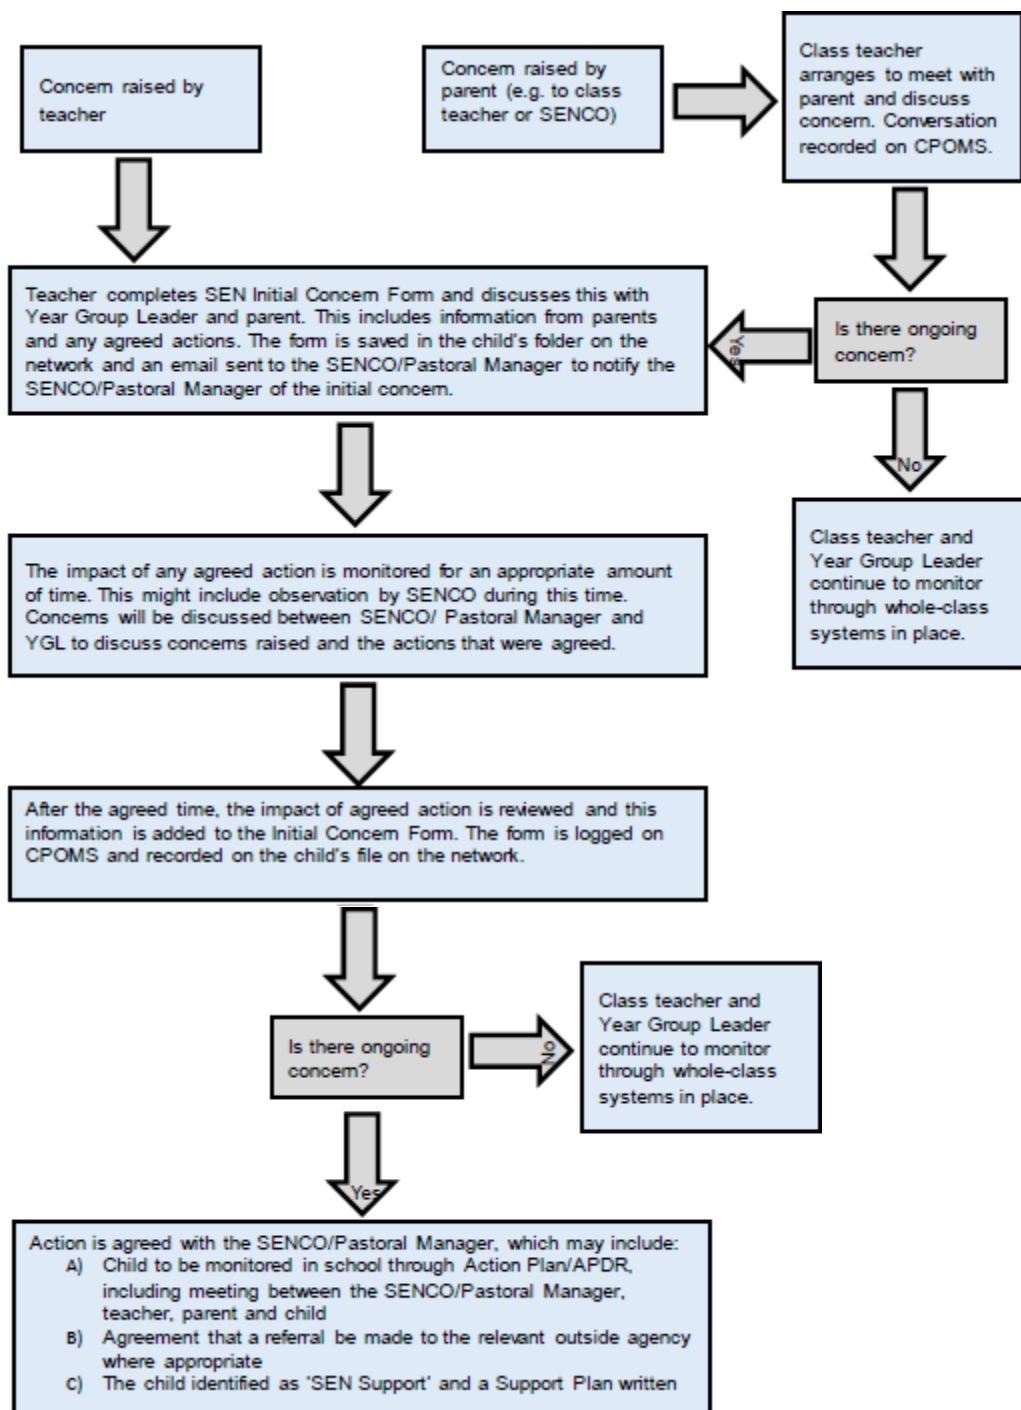 Concern raised by
teacher
Concern raised by
parent (e.g. to class
teacher or SENCO)
Class teacher
arranges to meet with
parent and discuss
concern. Conversation
recorded on CPOMS.
Teacher completes SEN Initial Concern Form and discusses this with
Year Group Leader and parent. This includes information from parents
and any agreed actions. The form is saved in the child's folder on the
network and an email sent to the SENCO/Pastoral Manager to notify the
SENCO/Pastoral Manager of the initial concern.
Yes
Is there ongoing
concern?
No
Class teacher and
Year Group Leader
continue to monitor
through whole-class
systems in place.
The impact of any agreed action is monitored for an appropriate amount
of time. This might include observation by SENCO during this time.
Concerns will be discussed between SENCO/ Pastoral Manager and
YGL to discuss concerns raised and the actions that were agreed.
After the agreed time, the impact of agreed action is reviewed and this
information is added to the Initial Concern Form. The form is logged on
CPOMS and recorded on the child's file on the network.
Is there ongoing
concern?
No
Class teacher and
Year Group Leader
continue to monitor
through whole-class
systems in place.
Yes
Action is agreed with the SENCO/Pastoral Manager, which may include:
A) Child to be monitored in school through Action Plan/APDR,
including meeting between the SENCO/Pastoral Manager,
teacher, parent and child
B) Agreement that a referral be made to the relevant outside agency
where appropriate
C) The child identified as 'SEN Support' and a Support Plan written